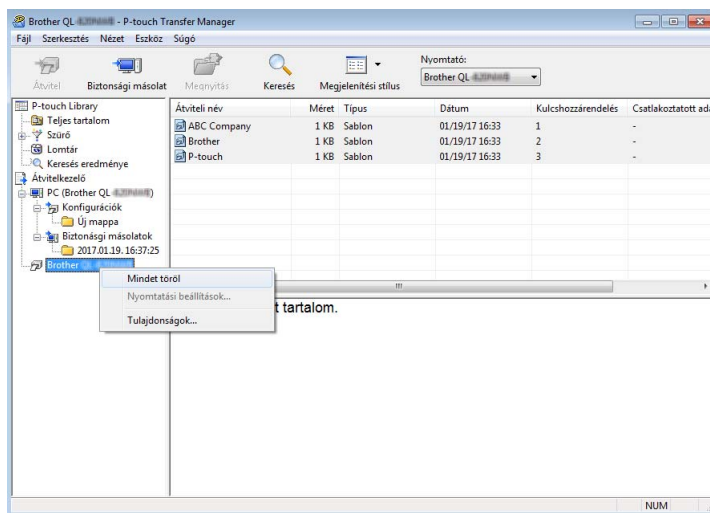 Brother QL - P-touch Transfer Manager
Fájl Szerkesztés Nézet Eszköz Súgó
Átvitel Biztonsági másolat Megnyitás Keresés Megjelenítési stílus
Nyomtató:
Brother QL
P-touch Library
Teljes tartalom
Szűrő
Lomtár
Keresés eredménye
Átvitelkezelő
PC (Brother QL )
Konfigurációk
Új mappa
Biztonásgi másolatok
2017.01.19. 16:37:25
Brother
Átviteli név Méret Típus Dátum Kulcshozzárendelés Csatlakoztatott ada
ABC Company 1 KB Sablon 01/19/17 16:33 1 -
Brother 1 KB Sablon 01/19/17 16:33 2 -
P-touch 1 KB Sablon 01/19/17 16:33 3 -
Mindet töröl
Nyomtatási beállítások...
Tulajdonságok...
t tartalom.
NUM